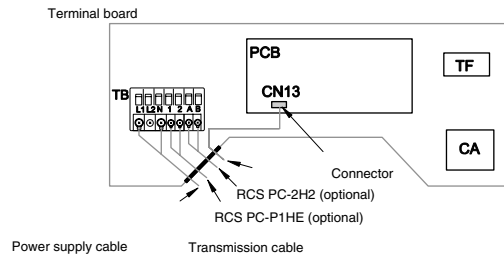 Terminal board
PCB
TF
CN13
TB
L1 L2 N 1 2 A B
CA
Connector
RCS PC-2H2 (optional)
RCS PC-P1HE (optional)
Power supply cable
Transmission cable